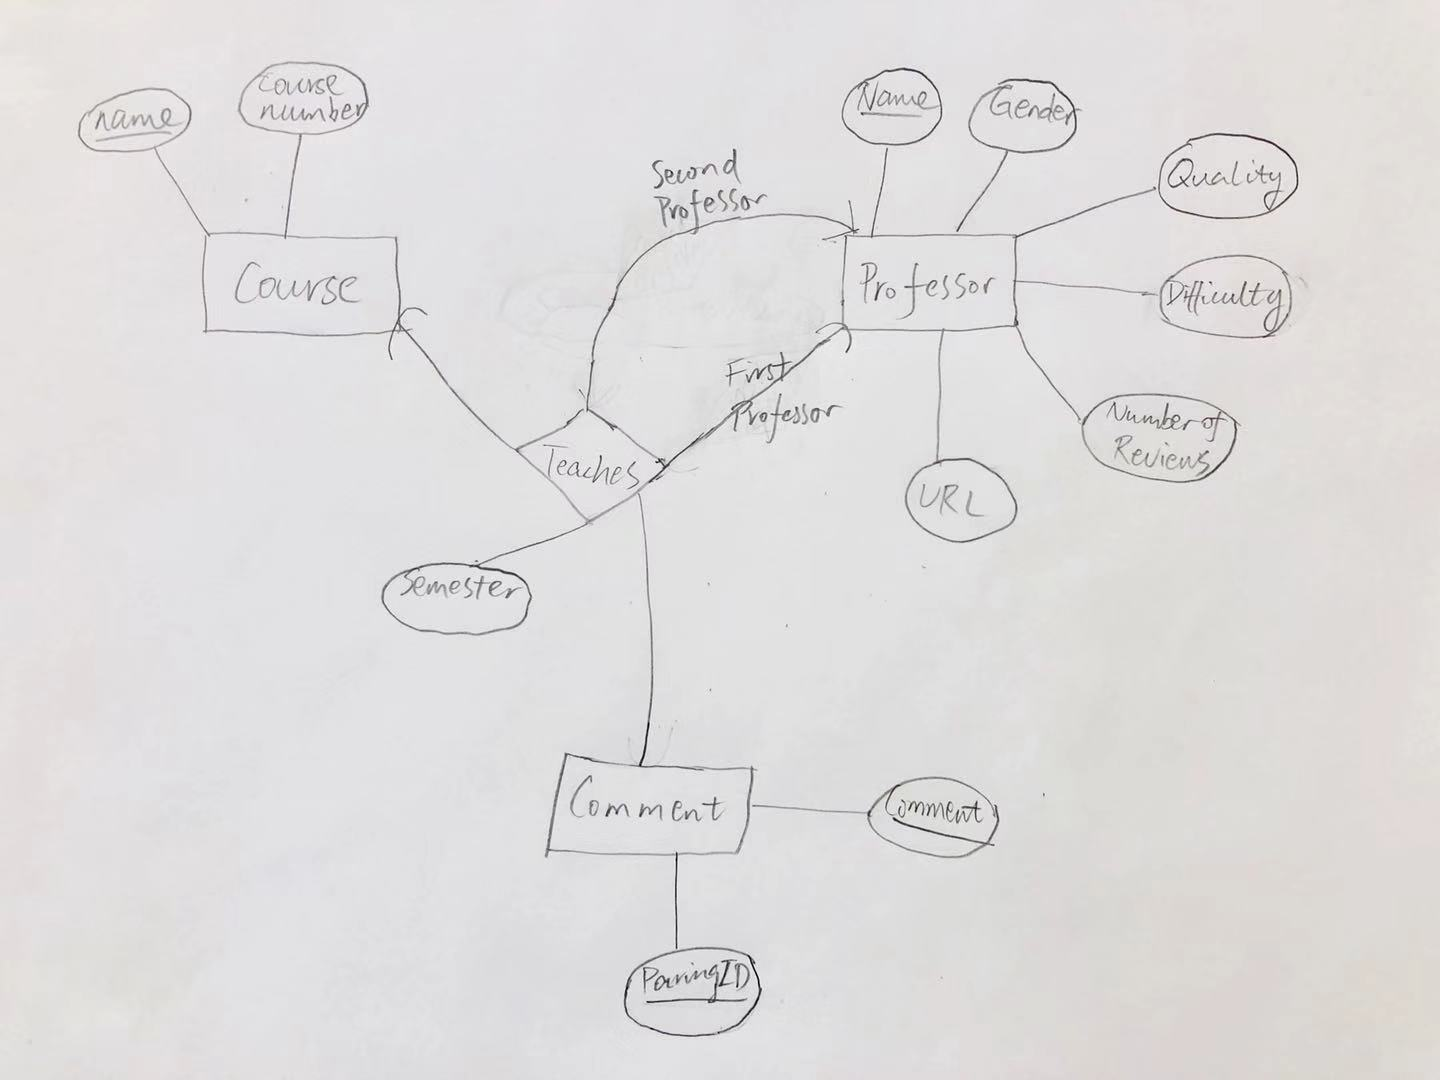 name
Course
number
Name
Gender
Quality
Second
Professor
Course
Professor
Difficulty
First
Professor
Number of
Reviews
Teaches
URL
Semester
Comment
Comment
ParingID